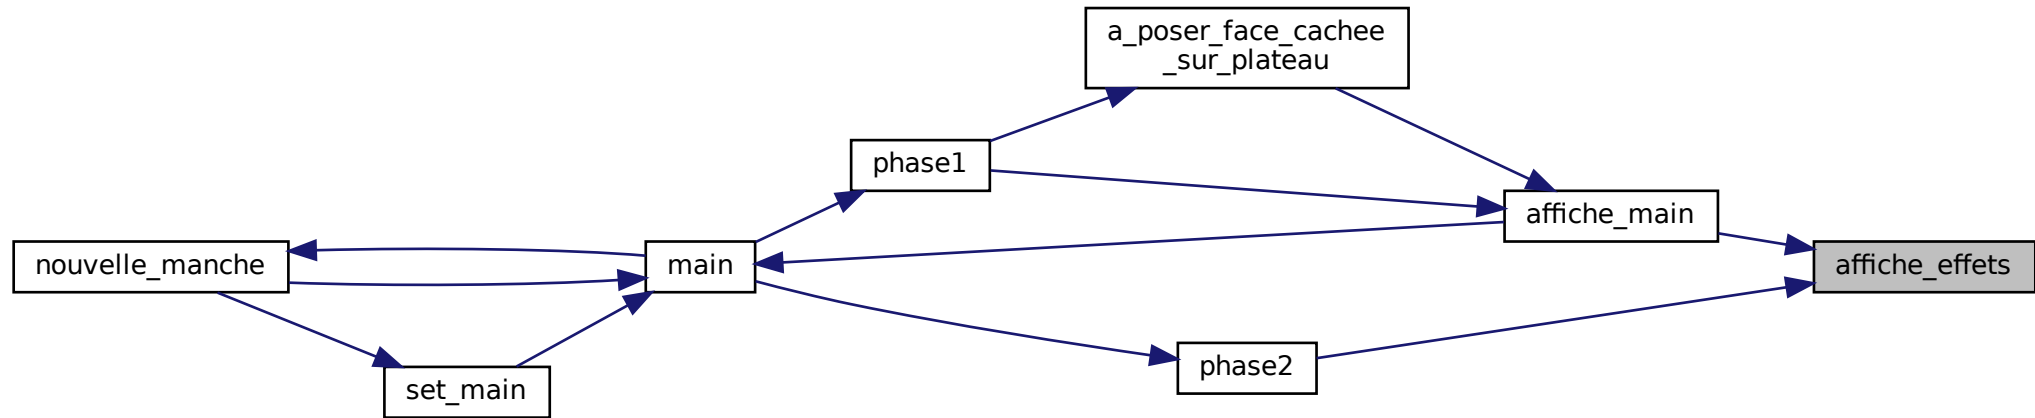 a_poser_face_cachee
_sur_plateau
phase1
affiche_main
nouvelle_manche
main
affiche_effets
phase2
set_main